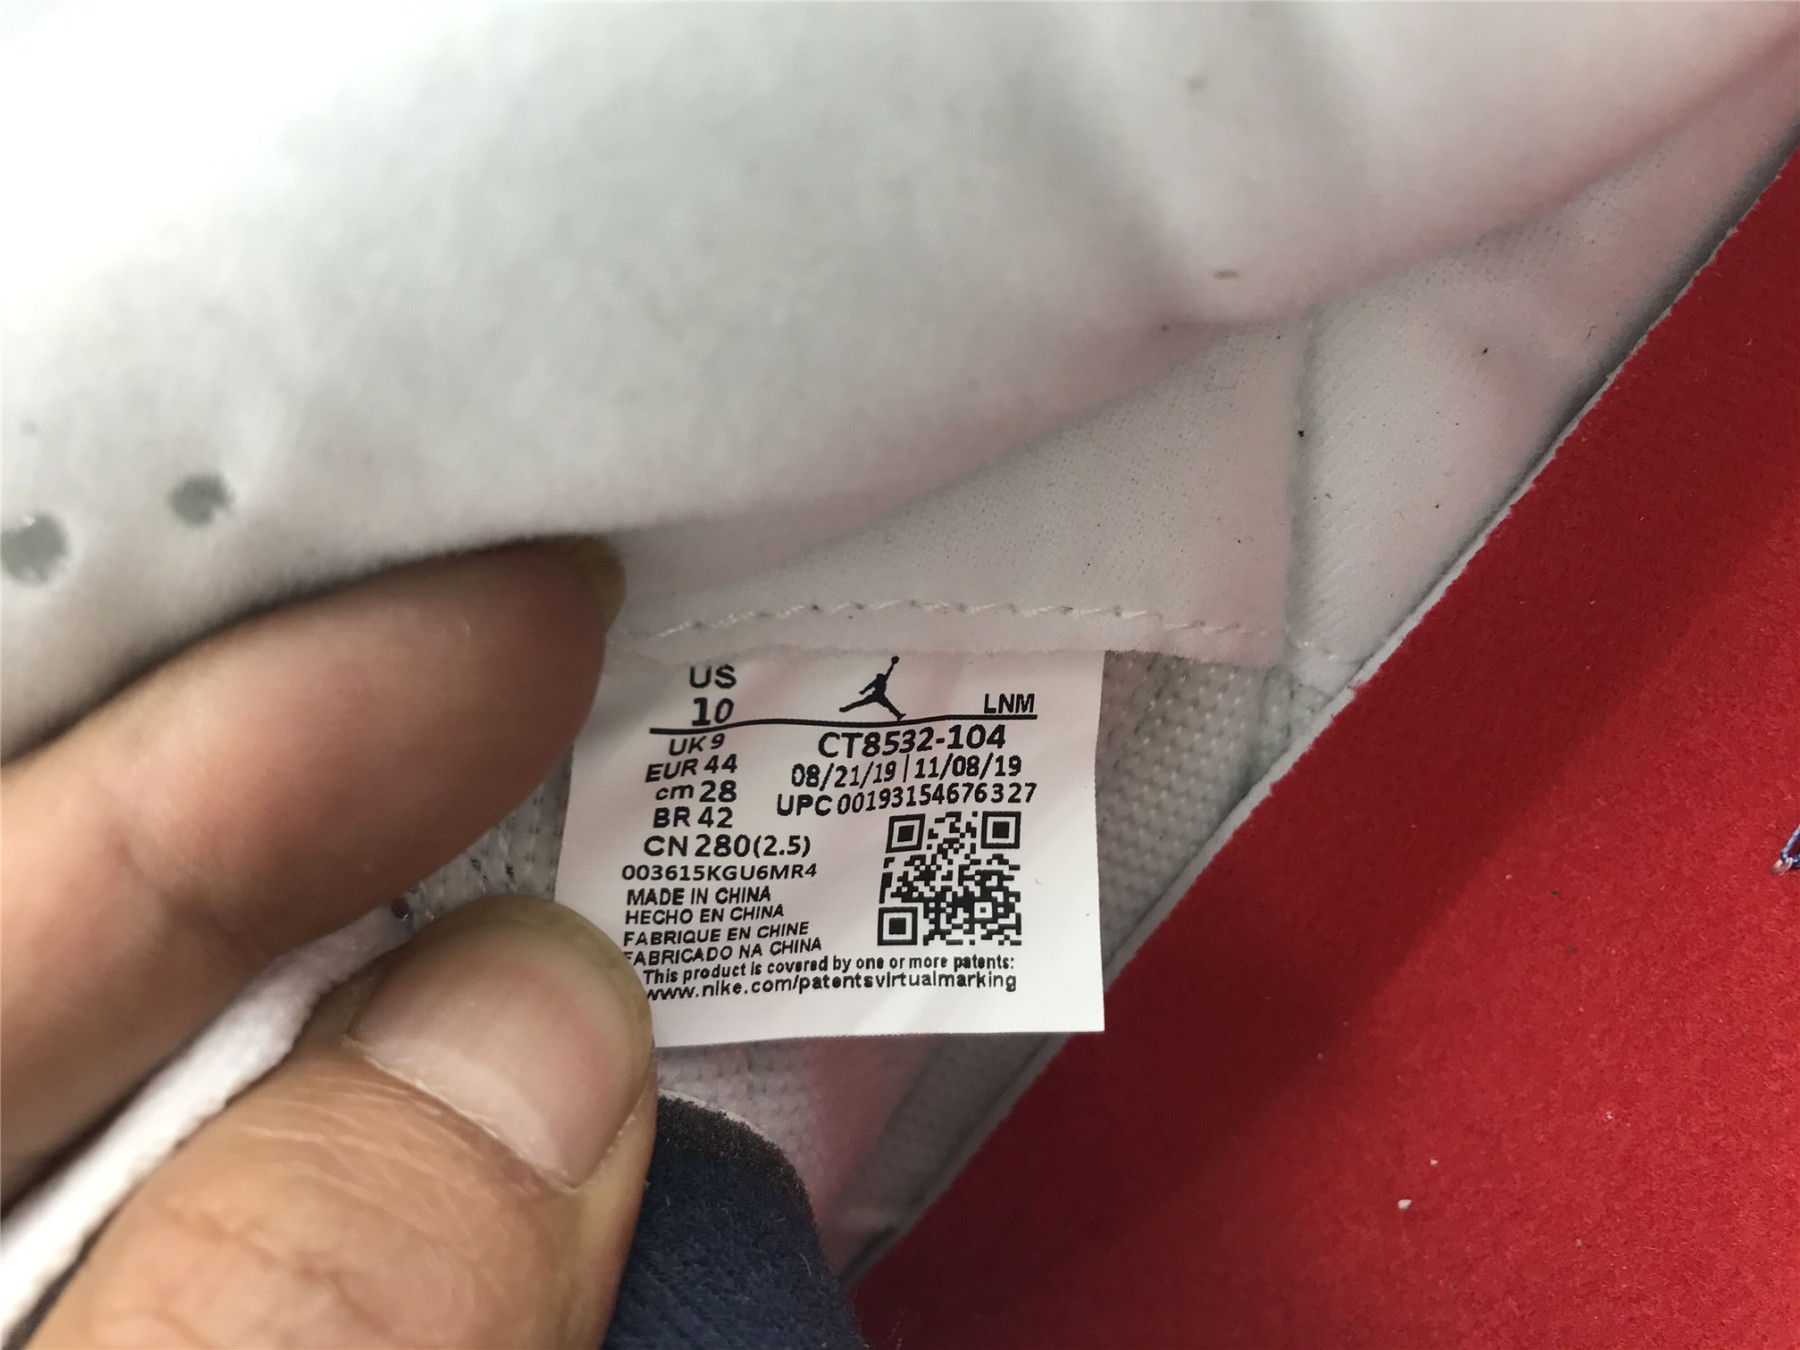 US
10
LNM
UK 9
CT8532-104
EUR 44
08/21/19 | 11/08/19
cm 28
UPC 00193154676327
BR 42
CN 280(2.5)
003615KGU6MR4
MADE IN CHINA
HECHO EN CHINA
FABRIQUE EN CHINE
FABRICADO NA CHINA
This product is covered by one or more patents:
www.nike.com/patentsvirtualmarking